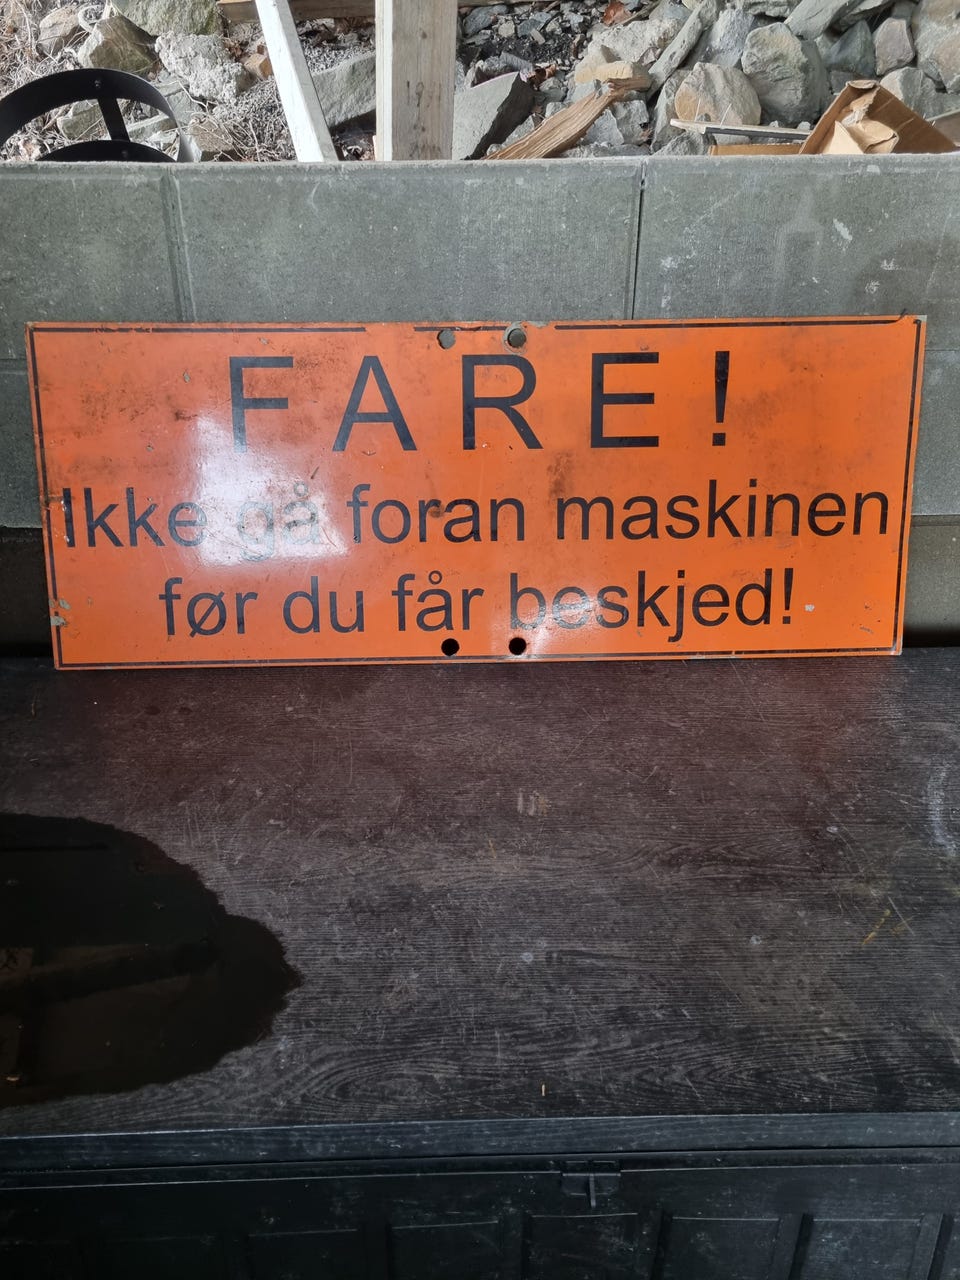 FARE!
Ikke gå foran maskinen
før du får beskjed!